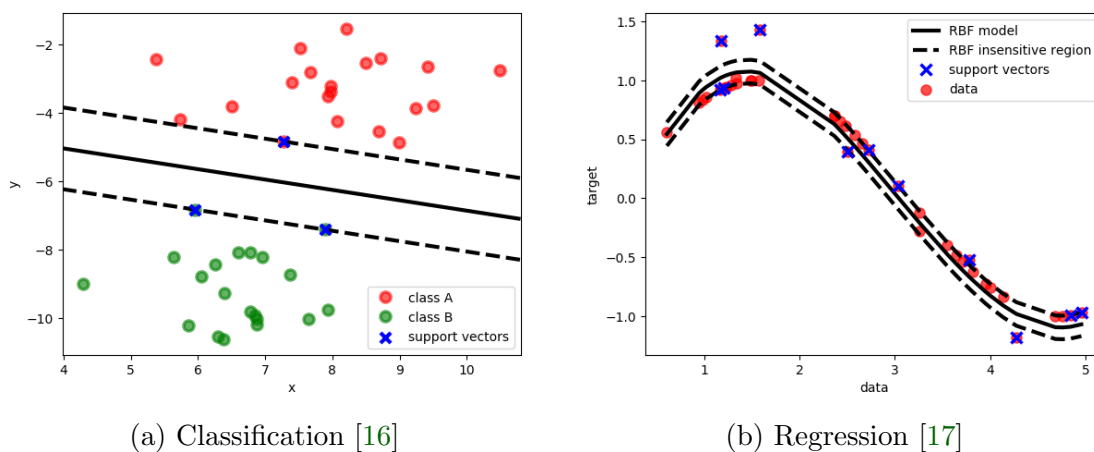 −2
−4
−6
−8
−10
y
4
5
6
7
8
9
10
x
class A
class B
support vectors
1.5
1.0
0.5
0.0
−0.5
−1.0
target
1
2
3
4
5
data
RBF model
RBF insensitive region
support vectors
data
(a) Classification [16]
(b) Regression [17]